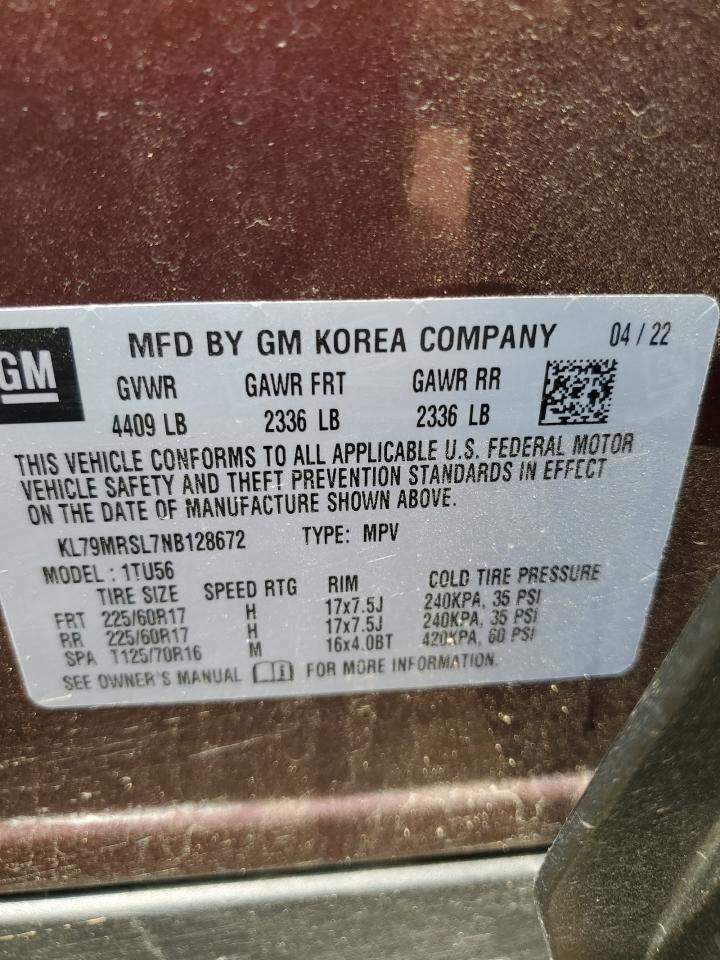 GM
MFD BY GM KOREA COMPANY 04 / 22
GVWR GAWR FRT GAWR RR
4409 LB 2336 LB 2336 LB
THIS VEHICLE CONFORMS TO ALL APPLICABLE U.S. FEDERAL MOTOR
VEHICLE SAFETY AND THEFT PREVENTION STANDARDS IN EFFECT
ON THE DATE OF MANUFACTURE SHOWN ABOVE.
KL79MRSL7NB128672 TYPE: MPV
MODEL : 1TU56
TIRE SIZE SPEED RTG RIM COLD TIRE PRESSURE
FRT 225/60R17 H 17x7.5J 240KPA, 35 PSI
RR 225/60R17 H 17x7.5J 240KPA, 35 PSI
SPA T125/70R16 M 16x4.0BT 420KPA, 60 PSI
SEE OWNER'S MANUAL FOR MORE INFORMATION.